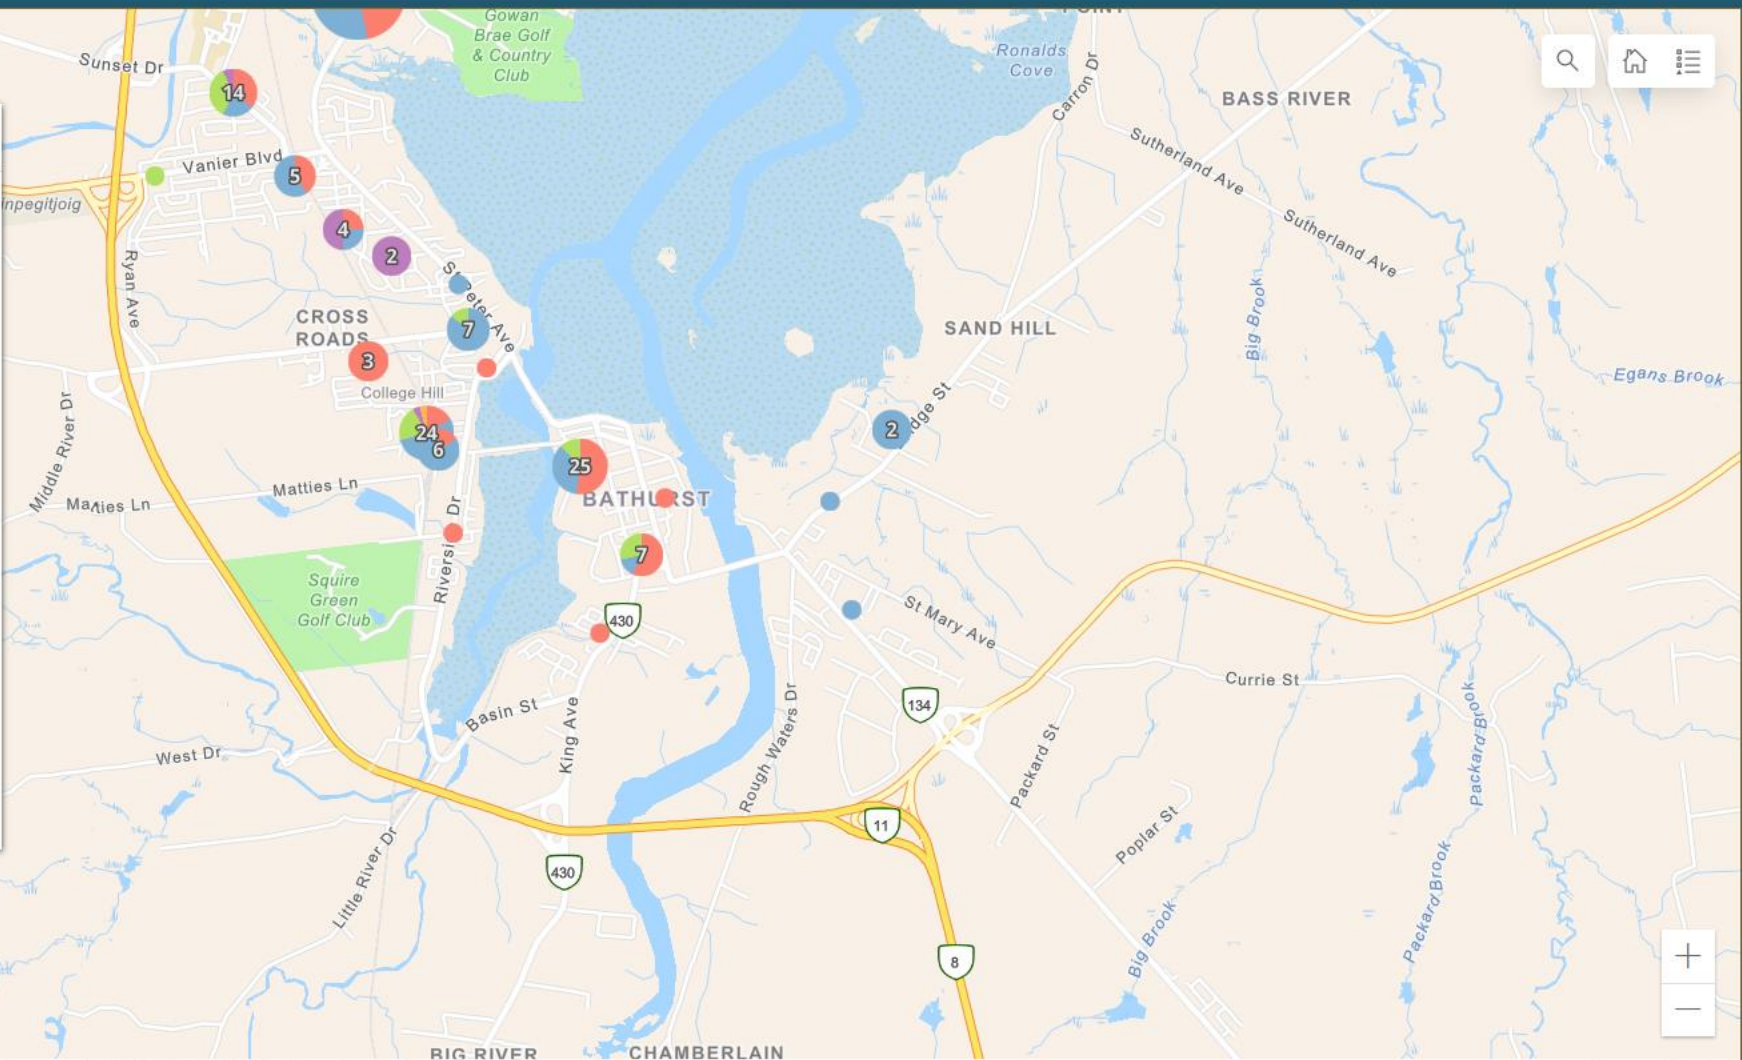 Gowan
Brae Golf
& Country
Club
Ronalds
Cove
Sunset Dr
14
Carron Dr
BASS RIVER
Sutherland Ave
Vanier Blvd
5
inpegitjoig
4
2
Sutherland Ave
Ryan Ave
St Peter Ave
CROSS
ROADS
7
SAND HILL
Big Brook
3
College Hill
Egans Brook
Middle River Dr
24
6
2
25
BATHURST
Matties Ln
Matties Ln
Riverside Dr
7
Squire
Green
Golf Club
430
St Mary Ave
Currie St
134
Basin St
King Ave
Rough Waters Dr
Packard St
Packard Brook
West Dr
11
Poplar St
Little River Dr
430
Packard Brook
Big Brook
8
BIG RIVER
CHAMBERLAIN